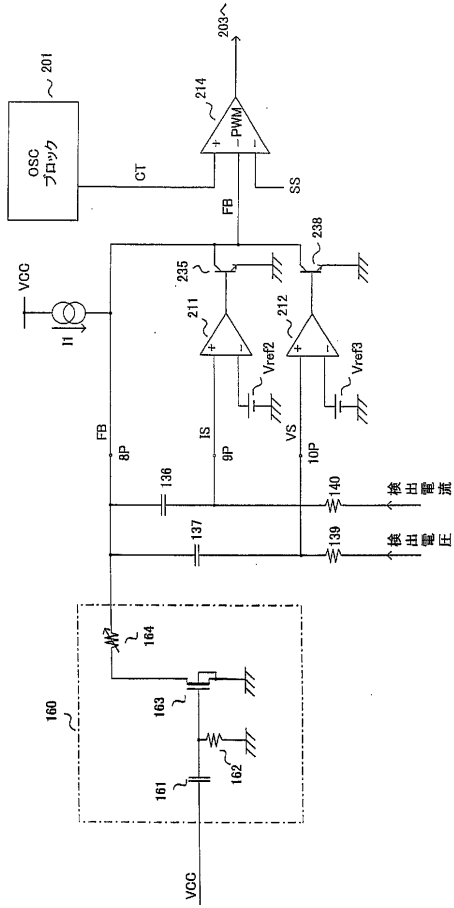 201
OSC
ブロック
CT
214
+
PWM
-
-
203へ
FB
SS
VCC
I1
FB
8P
235
211
+
-
Vref2
238
212
+
-
Vref3
IS
9P
VS
10P
136
137
140
139
検出電流
検出電圧
160
164
163
162
161
VCC